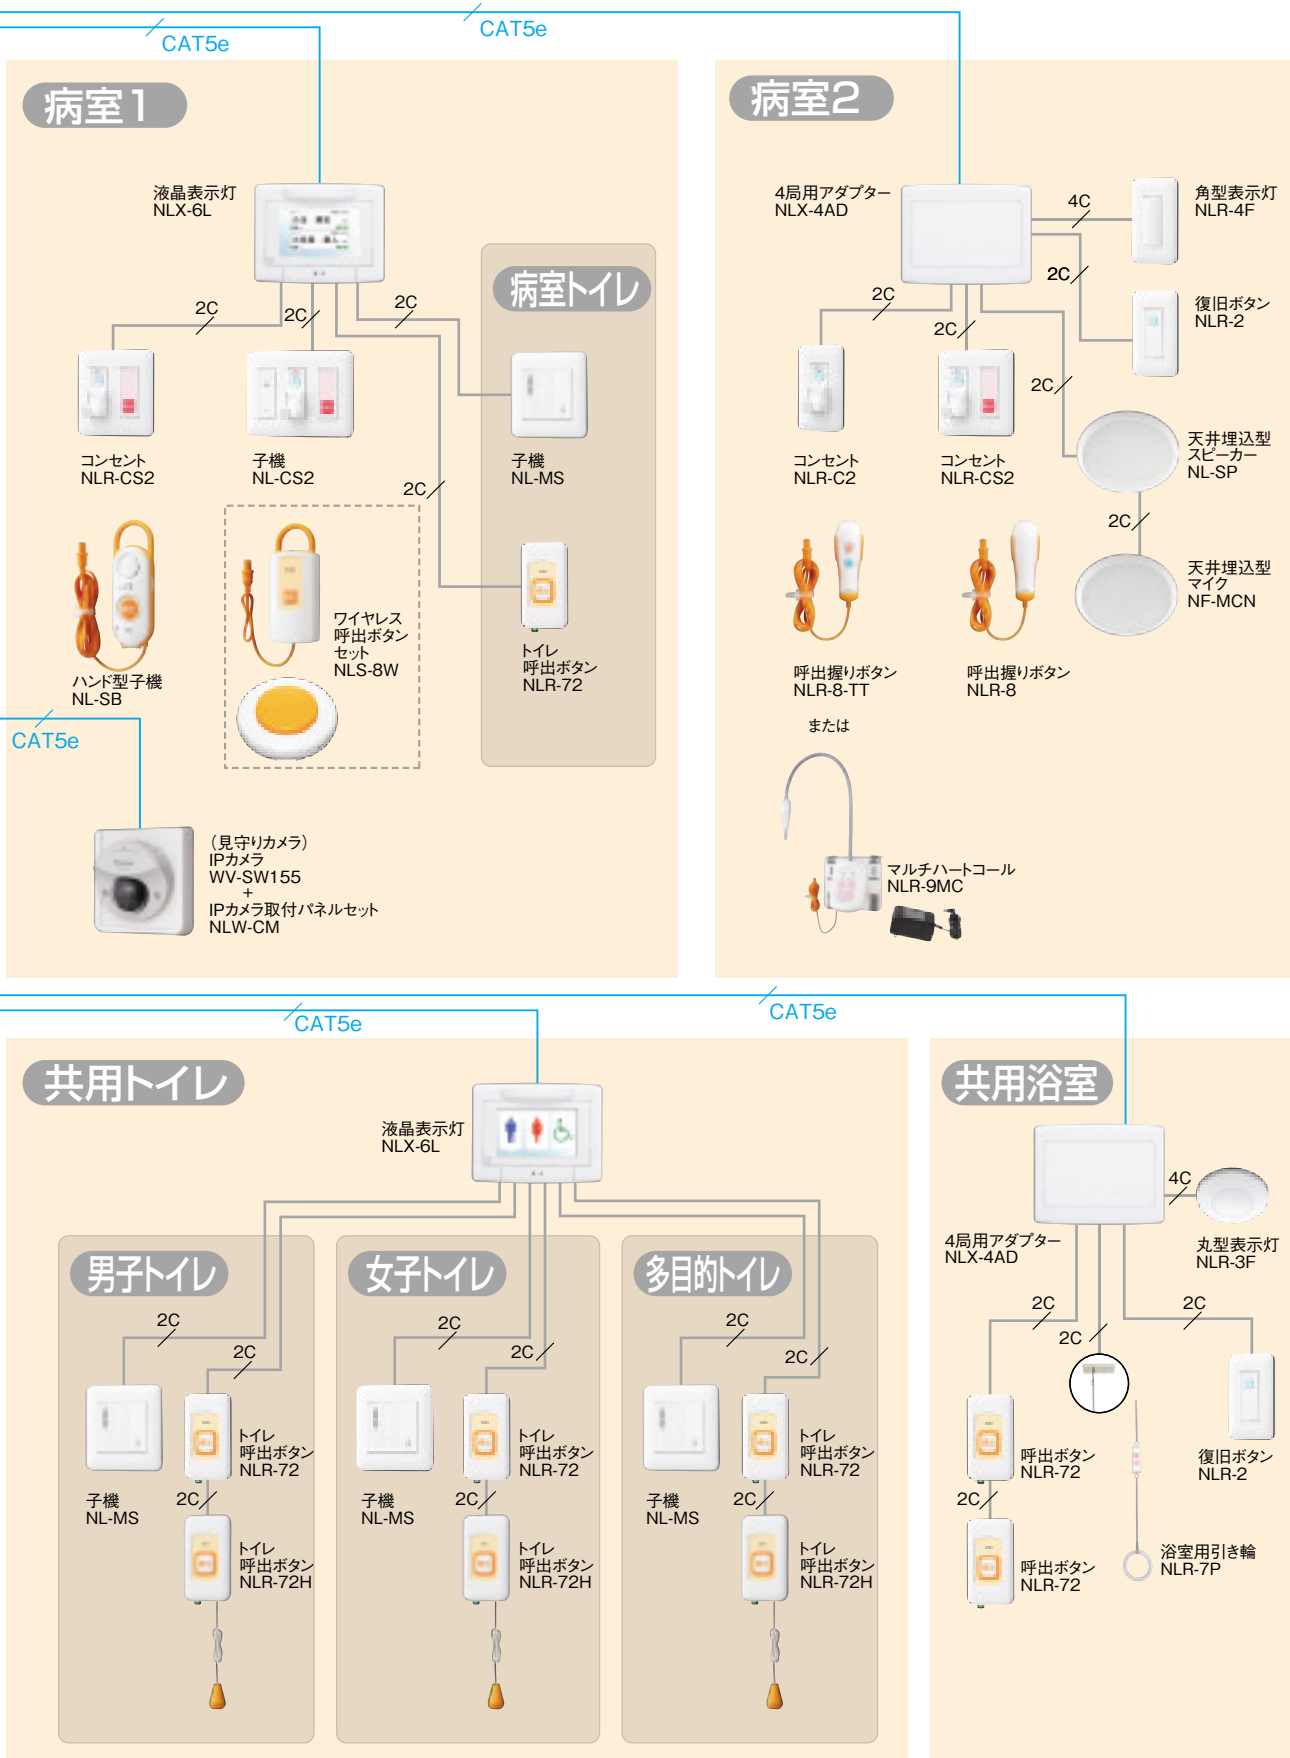 CAT5e
CAT5e
病室1
液晶表示灯
NLX-6L
2C
2C
2C
コンセント
NLR-CS2
子機
NL-CS2
病室トイレ
子機
NL-MS
2C
トイレ
呼出ボタン
NLR-72
ハンド型子機
NL-SB
ワイヤレス
呼出ボタン
セット
NLS-8W
CAT5e
(見守りカメラ)
IPカメラ
WV-SW155
+
IPカメラ取付パネルセット
NLW-CM
病室2
4局用アダプター
NLX-4AD
4C
角型表示灯
NLR-4F
2C
復旧ボタン
NLR-2
2C
2C
2C
コンセント
NLR-C2
コンセント
NLR-CS2
天井埋込型
スピーカー
NL-SP
2C
天井埋込型
マイク
NF-MCN
呼出握りボタン
NLR-8-TT
呼出握りボタン
NLR-8
または
マルチハートコール
NLR-9MC
CAT5e
CAT5e
共用トイレ
液晶表示灯
NLX-6L
男子トイレ
2C
2C
子機
NL-MS
トイレ
呼出ボタン
NLR-72
2C
トイレ
呼出ボタン
NLR-72H
女子トイレ
2C
2C
子機
NL-MS
トイレ
呼出ボタン
NLR-72
2C
トイレ
呼出ボタン
NLR-72H
多目的トイレ
2C
2C
子機
NL-MS
トイレ
呼出ボタン
NLR-72
2C
トイレ
呼出ボタン
NLR-72H
共用浴室
4C
4局用アダプター
NLX-4AD
丸型表示灯
NLR-3F
2C
2C
2C
呼出ボタン
NLR-72
復旧ボタン
NLR-2
2C
呼出ボタン
NLR-72
浴室用引き輪
NLR-7P